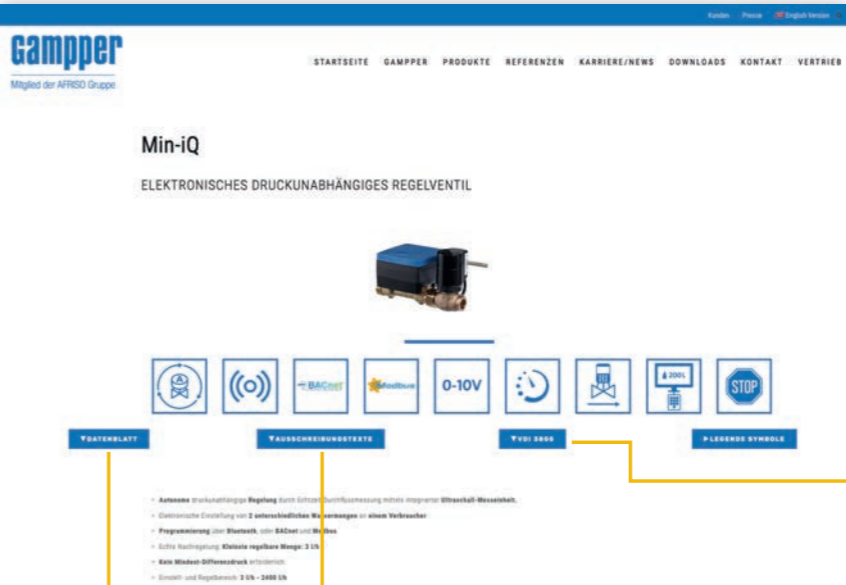 Kunden Presse English Version
Gampper
Mitglied der AFRISO Gruppe
STARTSEITE GAMPPER PRODUKTE REFERENZEN KARRIERE/NEWS DOWNLOADS KONTAKT VERTRIEB
Min-iQ
ELEKTRONISCHES DRUCKUNABHÄNGIGES REGELVENTIL
BACnet Modbus 0-10V 200L STOP
▼DATENBLATT ▼AUSSCHREIBUNGSTEXTE ▼VDI 3805 ▶LEGENDE SYMBOLE
Autonome druckunabhängige Regelung durch Echtzeit Durchflussmessung mittels integrierter Ultraschall-Messeinheit.
Elektronische Einstellung von 2 unterschiedlichen Wassermengen an einem Verbraucher
Programmierung über Bluetooth, oder BACnet und Modbus
Echte Nachregelung: Kleinste regelbare Menge: 3 l/h
Kein Mindest-Differenzdruck erforderlich
Einstell- und Regelbereich: 3 l/h - 2400 l/h